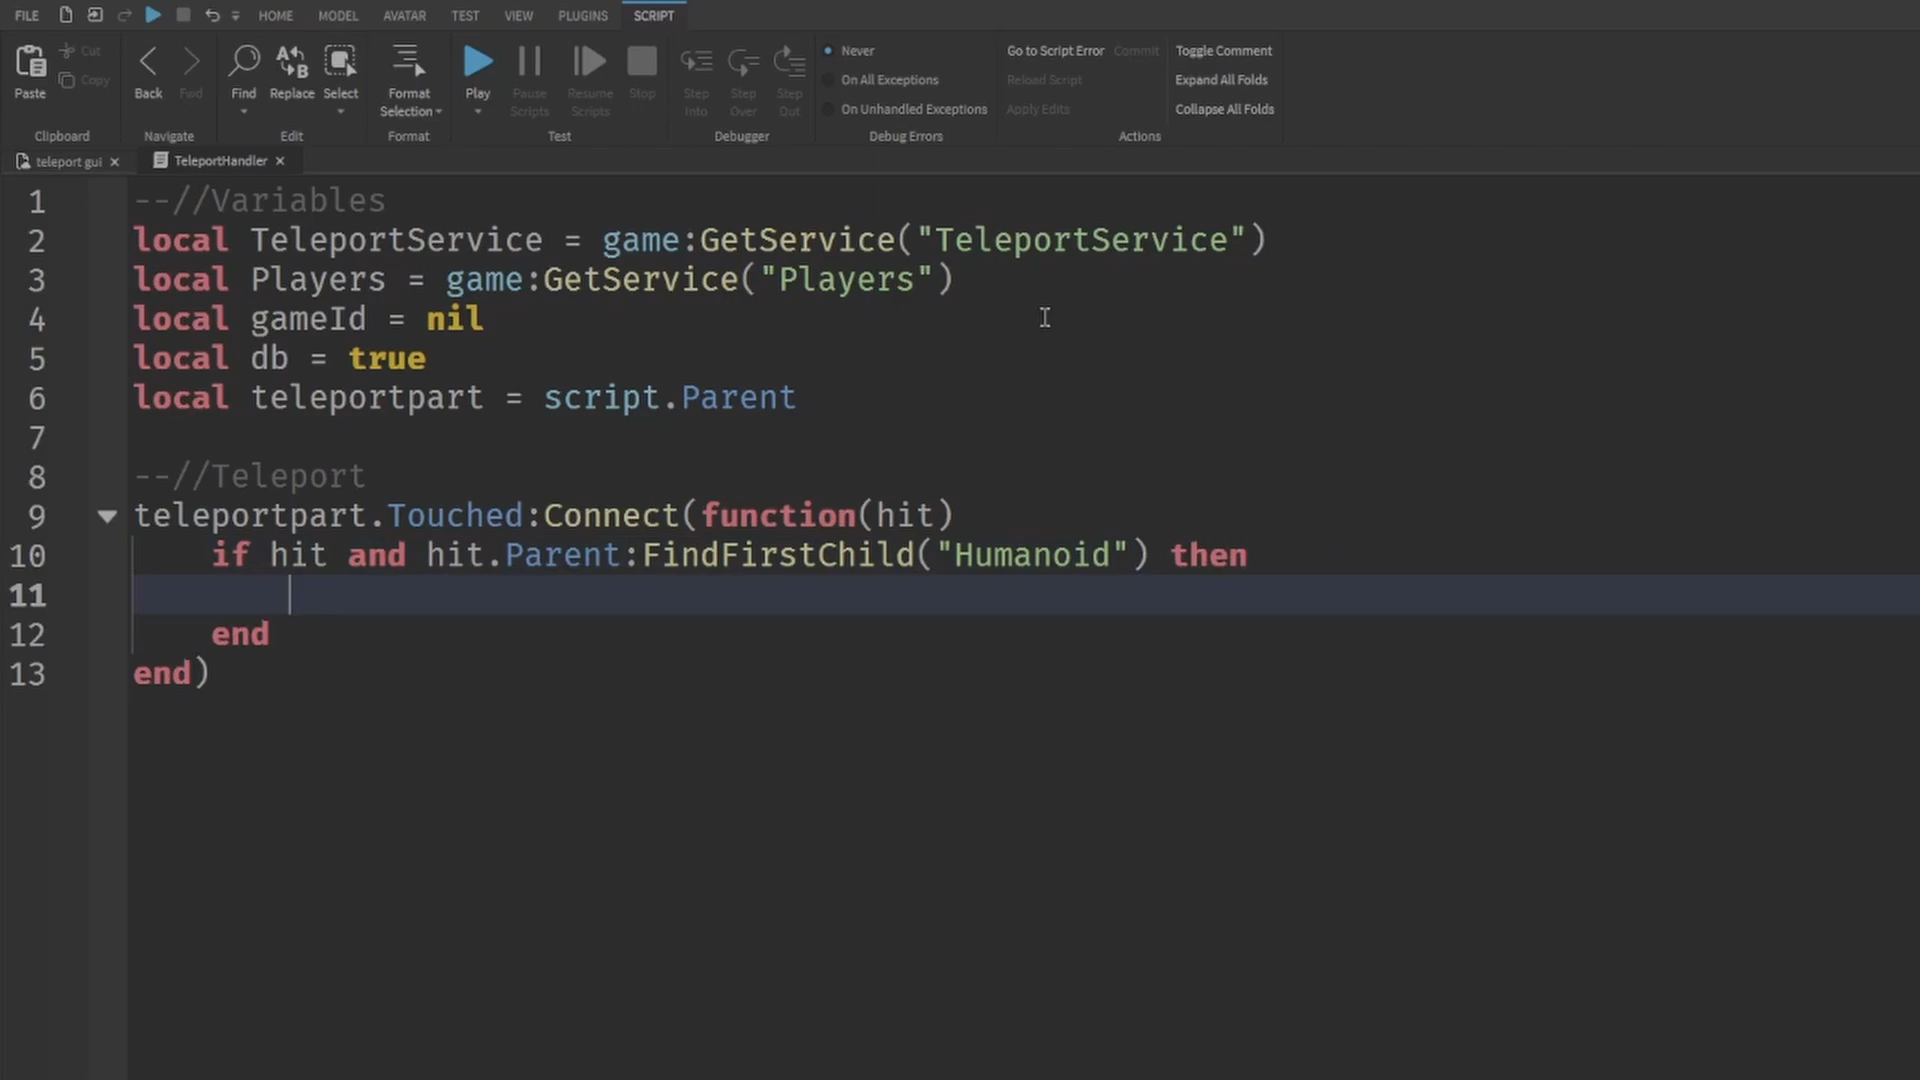 FILE HOME MODEL AVATAR TEST VIEW PLUGINS SCRIPT
Paste Cut Copy
Clipboard
Back Fwd
Navigate
Find Replace Select
Edit
Format Selection
Format
Play Pause Scripts Resume Scripts Stop
Test
Step Into Step Over Step Out
Debugger
Never
On All Exceptions
On Unhandled Exceptions
Debug Errors
Go to Script Error Commit
Reload Script
Apply Edits
Toggle Comment
Expand All Folds
Collapse All Folds
Actions
teleport gui × TeleportHandler ×
1 --//Variables
2 local TeleportService = game:GetService("TeleportService")
3 local Players = game:GetService("Players")
4 local gameId = nil
5 local db = true
6 local teleportpart = script.Parent
7
8 --//Teleport
9 teleportpart.Touched:Connect(function(hit)
10 if hit and hit.Parent:FindFirstChild("Humanoid") then
11
12 end
13 end)